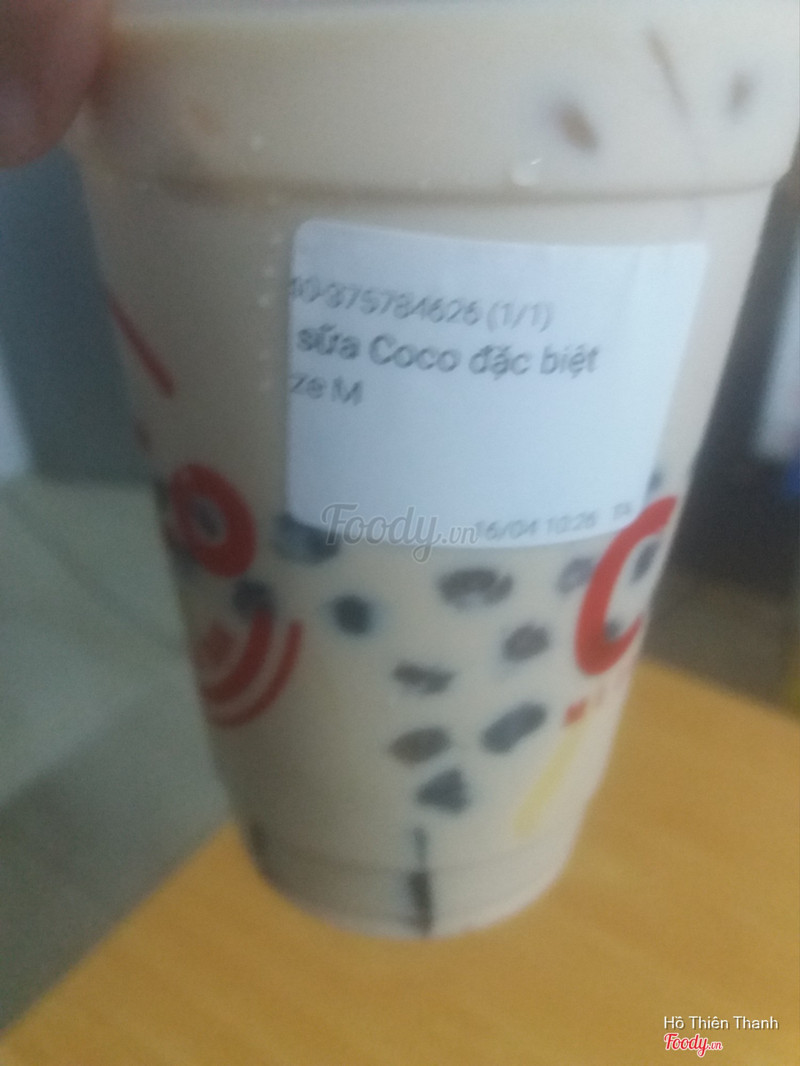 375784626 (1/1)
sữa Coco đặc biệt
ze M
16/04 10:26
Foody.vn
C
Hồ Thiên Thanh
Foody.vn